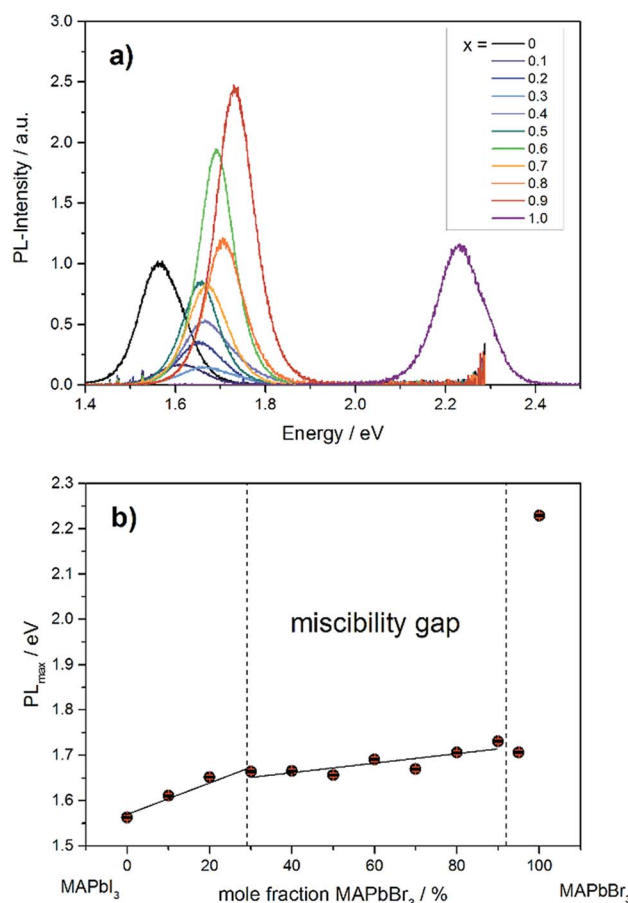 a)
3.0
2.5
2.0
1.5
1.0
0.5
0.0
PL-Intensity / a.u.
x = 0
0.1
0.2
0.3
0.4
0.5
0.6
0.7
0.8
0.9
1.0
1.4 1.6 1.8 2.0 2.2 2.4
Energy / eV
b)
2.3
2.2
2.1
2.0
1.9
1.8
1.7
1.6
1.5
PLmax / eV
miscibility gap
0 20 40 60 80 100
MAPbI3 mole fraction MAPbBr3 / % MAPbBr3